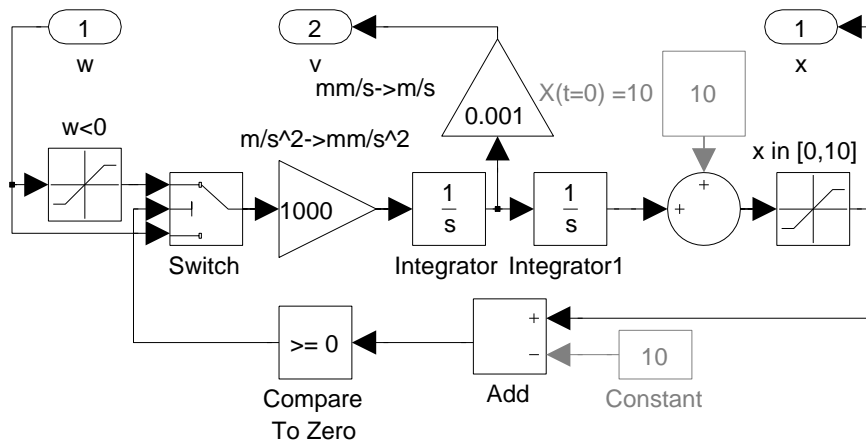 1
w
2
v
1
x
mm/s->m/s
0.001
X(t=0) =10
10
w<0
m/s^2->mm/s^2
x in [0,10]
1000
1
s
1
s
+
+
Switch
Integrator
Integrator1
>= 0
+
−
10
Compare
To Zero
Add
Constant